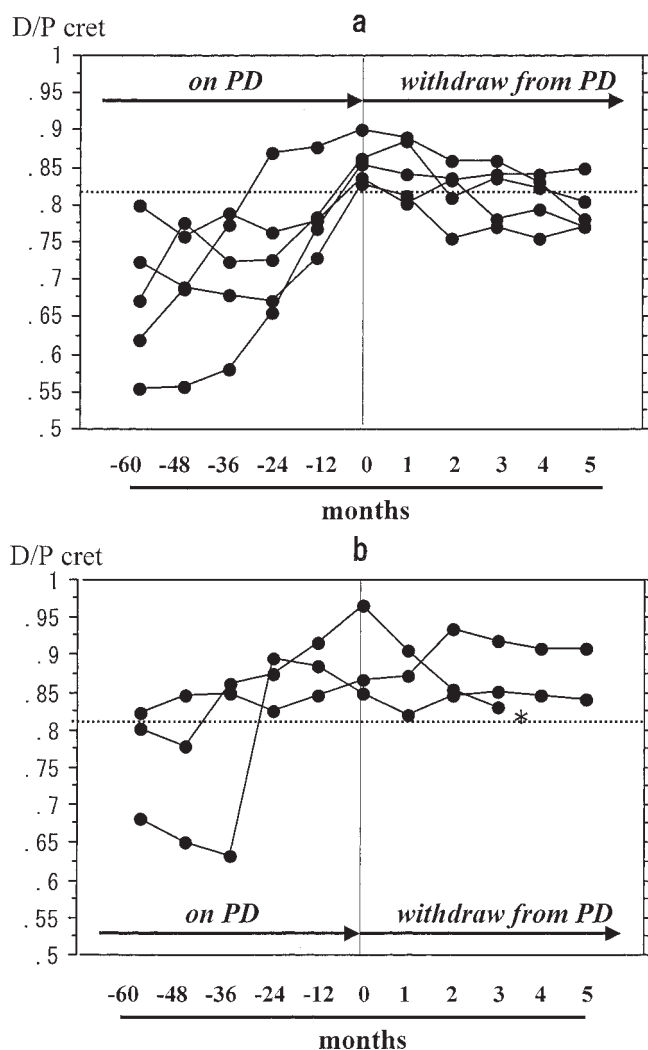 D/P cret
a
1
.95
.9
.85
.8
.75
.7
.65
.6
.55
.5
on PD
withdraw from PD
-60 -48 -36 -24 -12 0 1 2 3 4 5
months
D/P cret
b
1
.95
.9
.85
.8
.75
.7
.65
.6
.55
.5
*
on PD
withdraw from PD
-60 -48 -36 -24 -12 0 1 2 3 4 5
months